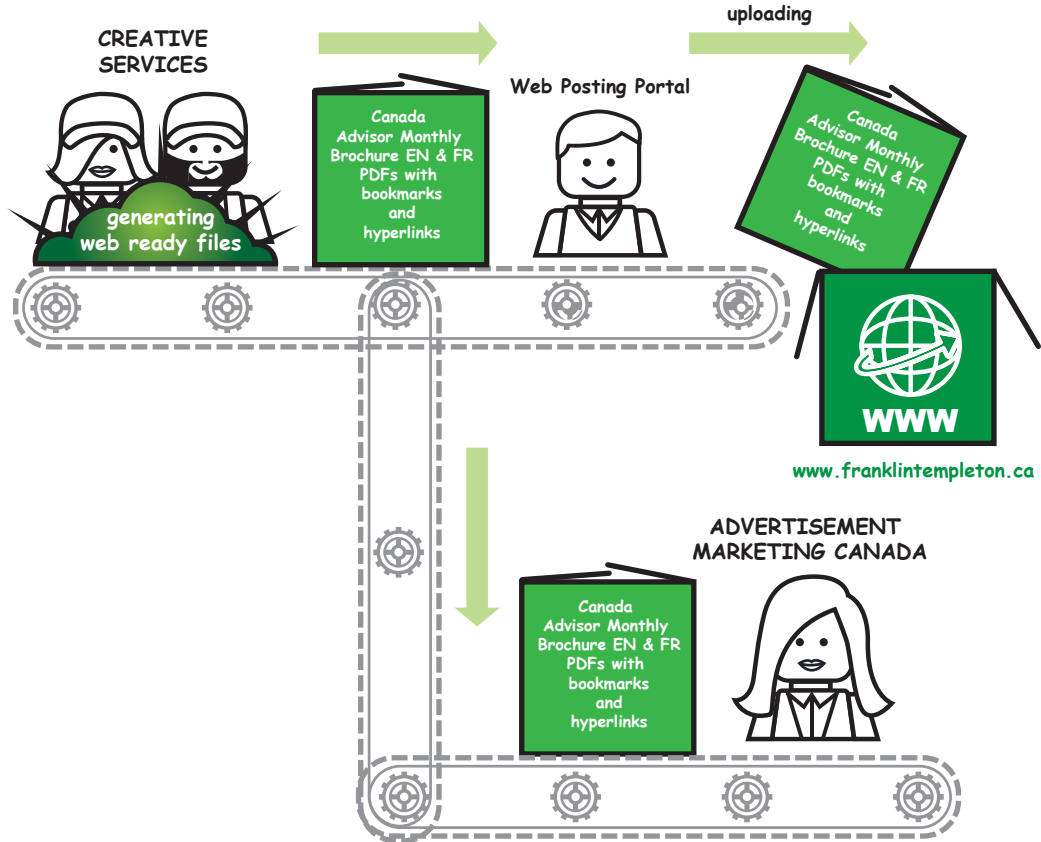 uploading
CREATIVE
SERVICES
Web Posting Portal
Canada
Advisor Monthly
Brochure EN & FR
PDFs with
bookmarks
and
hyperlinks
Canada
Advisor Monthly
Brochure EN & FR
PDFs with
bookmarks
and
hyperlinks
generating
web ready files
www
www.franklintempleton.ca
ADVERTISEMENT
MARKETING CANADA
Canada
Advisor Monthly
Brochure EN & FR
PDFs with
bookmarks
and
hyperlinks